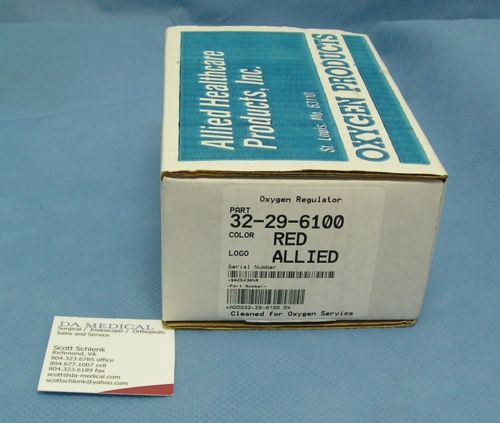 Allied Healthcare
Products, Inc.
St. Louis, Mo. 63110
OXYGEN PRODUCTS
Oxygen Regulator
PART
32-29-6100
COLOR RED
LOGO ALLIED
Serial Number
-Part Number-
Cleaned for Oxygen Service
DA MEDICAL
Surgical / Endoscopic / Orthopedic
Sales and Service
Scott Schlenk
Richmond, VA
804.323.6785 office
804.677.1007 cell
804.323.6189 fax
scott@da-medical.com
scottschlenk@yahoo.com